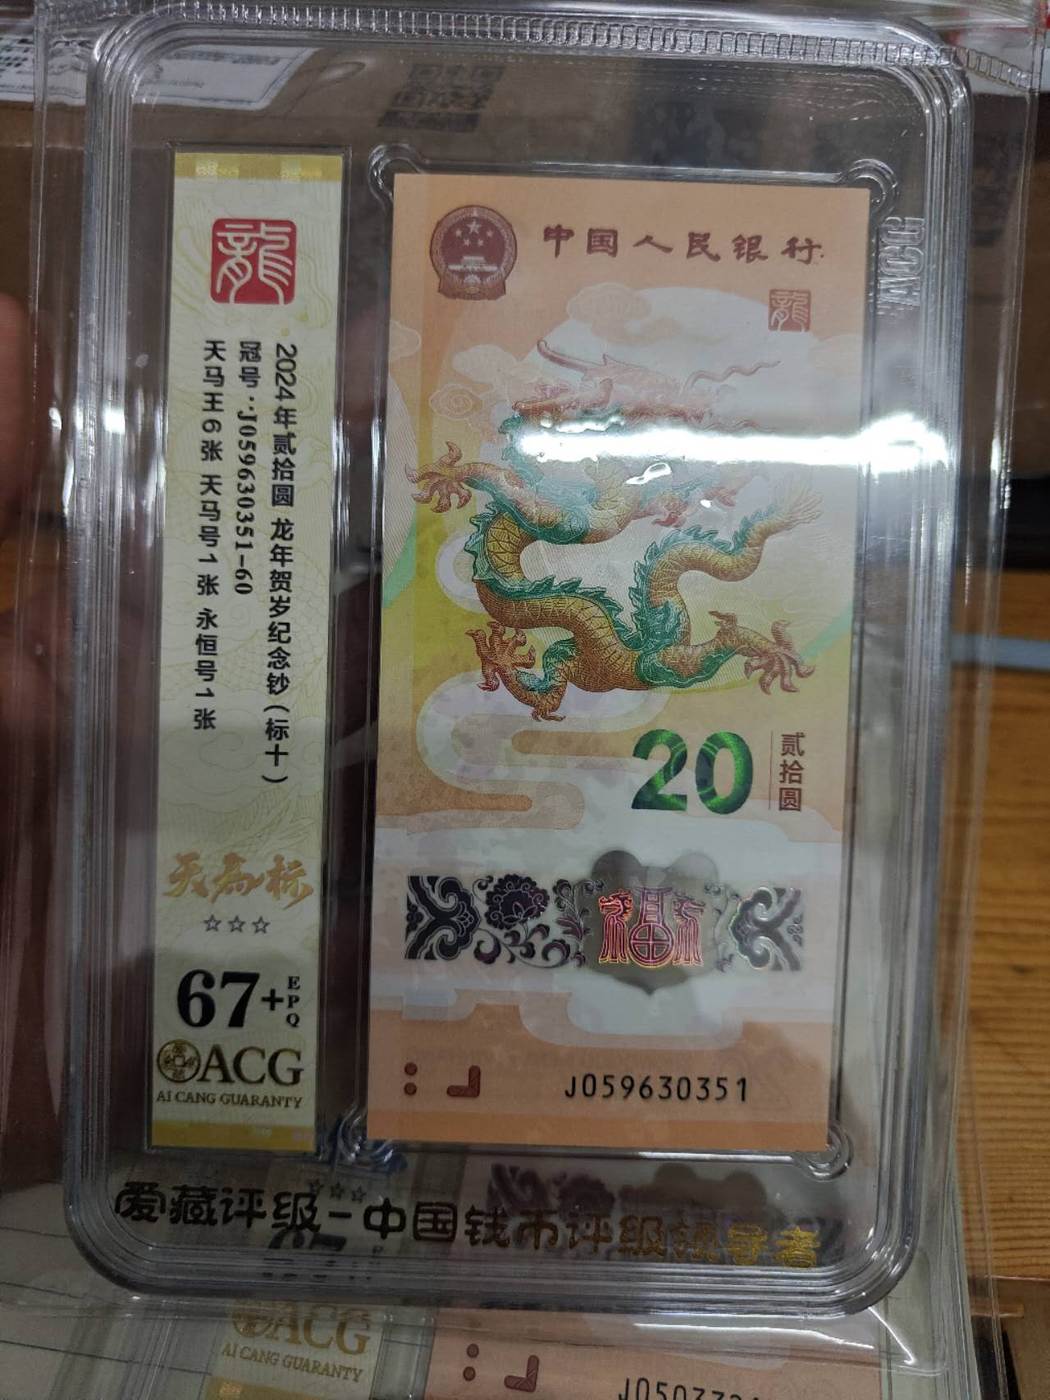 龍
2024年贰拾圆 龙年贺岁纪念钞(标十)
冠号·J059630351-60
天马王6张 天马号1张 永恒号1张
天马标
☆☆☆
67+
EPQ
ACG
AI CANG GUARANTY
中国人民银行
龍
20
贰拾圆
福
J059630351
爱藏评级-中国钱币评级领导者
ACG
AI CANG GUARANTY